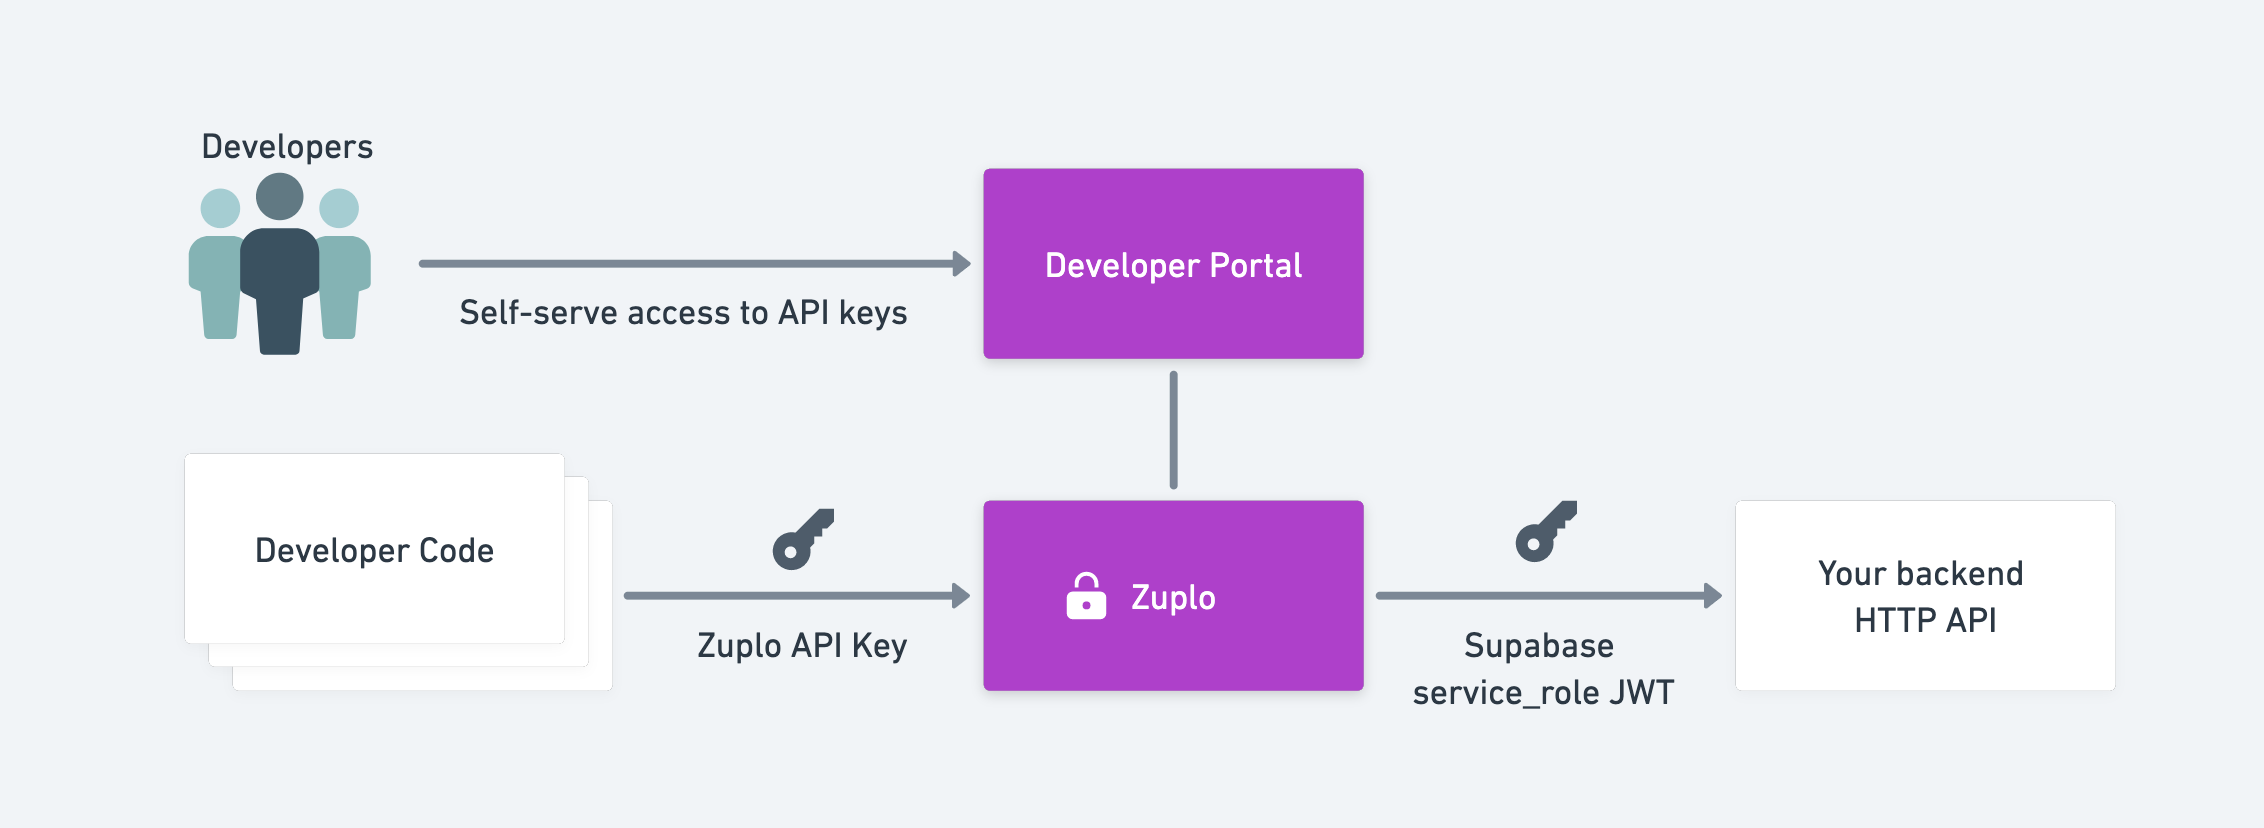 Developers
Developer Portal
Self-serve access to API keys
Developer Code
Zuplo API Key
Zuplo
Supabase
service_role JWT
Your backend
HTTP API